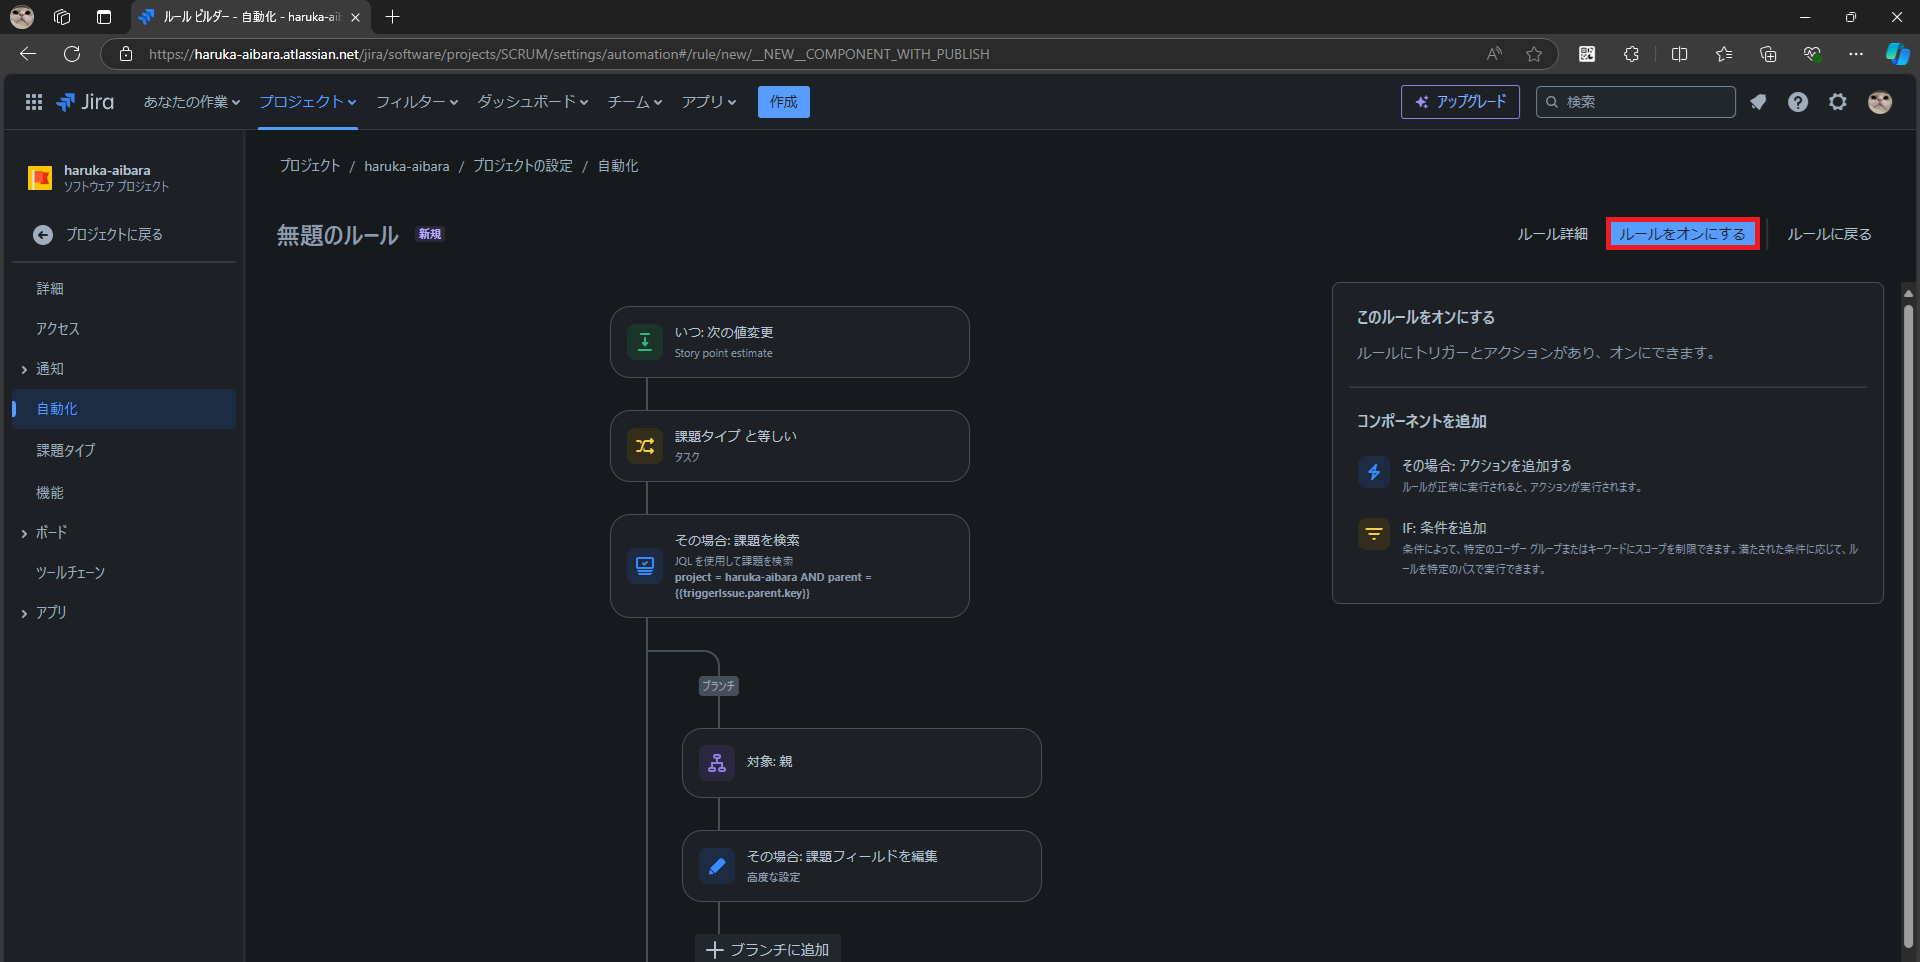 ルール ビルダー - 自動化 - haruka-ai
https://haruka-aibara.atlassian.net/jira/software/projects/SCRUM/settings/automation#/rule/new/__NEW__COMPONENT_WITH_PUBLISH
Jira
あなたの作業
プロジェクト
フィルター
ダッシュボード
チーム
アプリ
作成
アップグレード
検索
haruka-aibara
ソフトウェア プロジェクト
プロジェクトに戻る
詳細
アクセス
通知
自動化
課題タイプ
機能
ボード
ツールチェーン
アプリ
プロジェクト / haruka-aibara / プロジェクトの設定 / 自動化
無題のルール 新規
ルール詳細
ルールをオンにする
ルールに戻る
いつ: 次の値変更
Story point estimate
課題タイプ と等しい
タスク
その場合: 課題を検索
JQL を使用して課題を検索
project = haruka-aibara AND parent =
{{triggerIssue.parent.key}}
ブランチ
対象: 親
その場合: 課題フィールドを編集
高度な設定
ブランチに追加
このルールをオンにする
ルールにトリガーとアクションがあり、オンにできます。
コンポーネントを追加
その場合: アクションを追加する
ルールが正常に実行されると、アクションが実行されます。
IF: 条件を追加
条件によって、特定のユーザー グループまたはキーワードにスコープを制限できます。満たされた条件に応じて、ル
ールを特定のパスで実行できます。